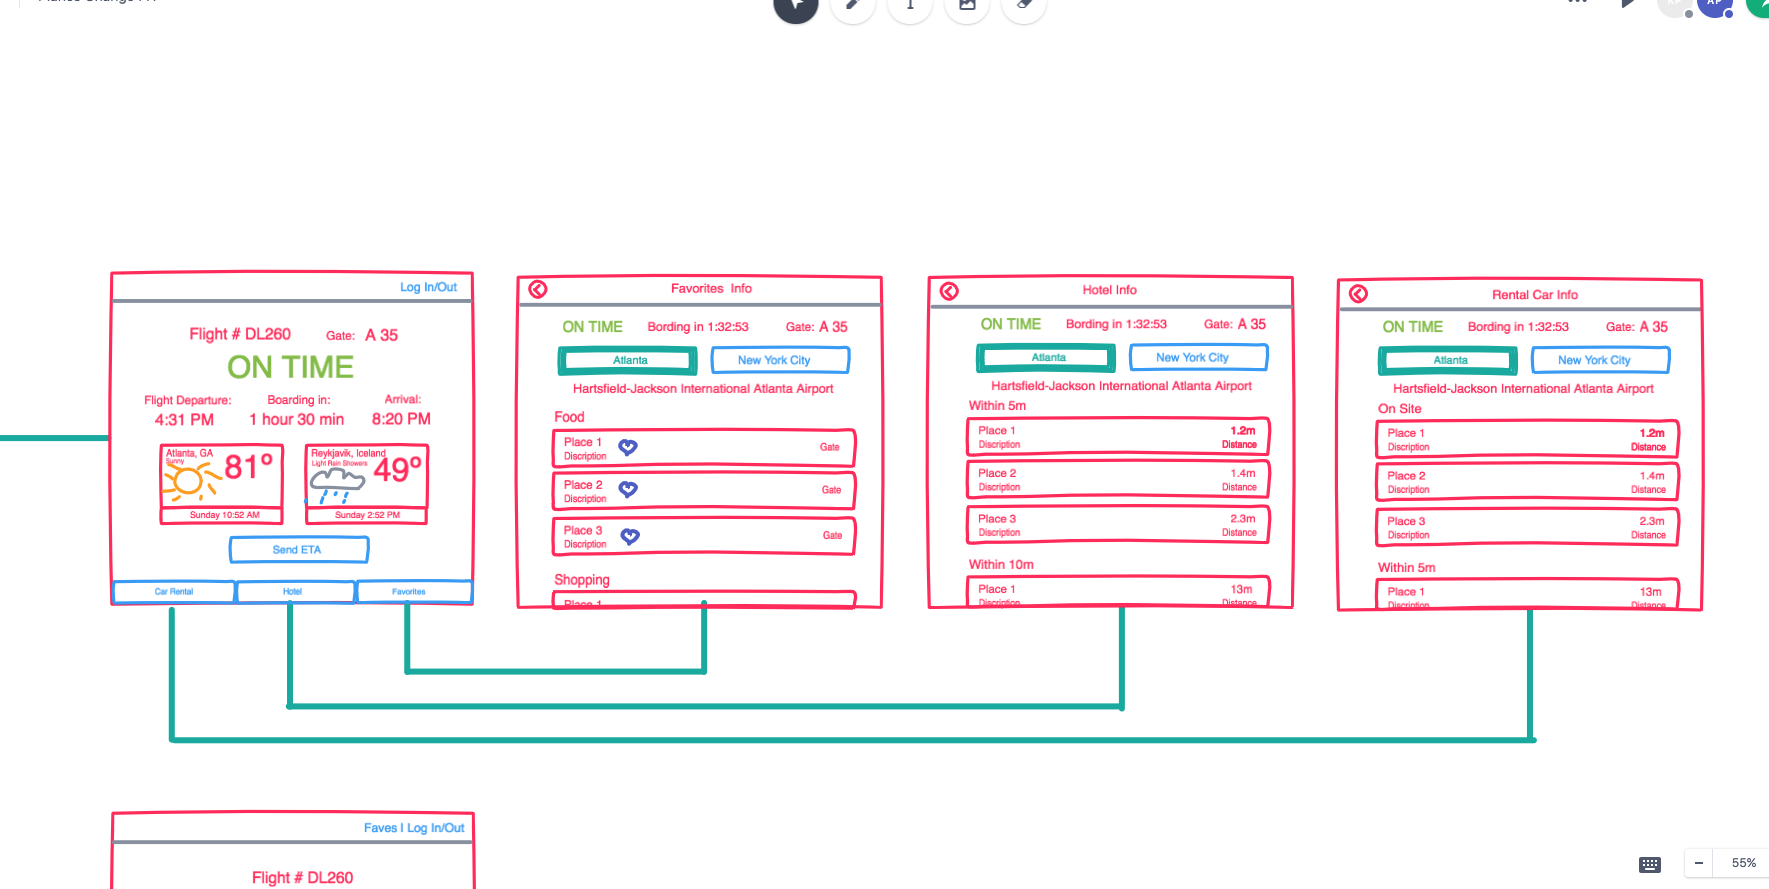 AP
Log In/Out
Flight # DL260 Gate: A 35
ON TIME
Flight Departure: Boarding in: Arrival:
4:31 PM 1 hour 30 min 8:20 PM
Atlanta, GA
Sunny
81°
Sunday 10:52 AM
Reykjavik, Iceland
Light Rain Showers
49°
Sunday 2:52 PM
Send ETA
Car Rental Hotel Favorites
Favorites Info
ON TIME Bording in 1:32:53 Gate: A 35
Atlanta New York City
Hartsfield-Jackson International Atlanta Airport
Food
Place 1
Discription
Gate
Place 2
Discription
Gate
Place 3
Discription
Gate
Shopping
Place 1
Hotel Info
ON TIME Bording in 1:32:53 Gate: A 35
Atlanta New York City
Hartsfield-Jackson International Atlanta Airport
Within 5m
Place 1 1.2m
Discription Distance
Place 2 1.4m
Discription Distance
Place 3 2.3m
Discription Distance
Within 10m
Place 1 13m
Discription Distance
Rental Car Info
ON TIME Bording in 1:32:53 Gate: A 35
Atlanta New York City
Hartsfield-Jackson International Atlanta Airport
On Site
Place 1 1.2m
Discription Distance
Place 2 1.4m
Discription Distance
Place 3 2.3m
Discription Distance
Within 5m
Place 1 13m
Discription Distance
Faves I Log In/Out
Flight # DL260
55%